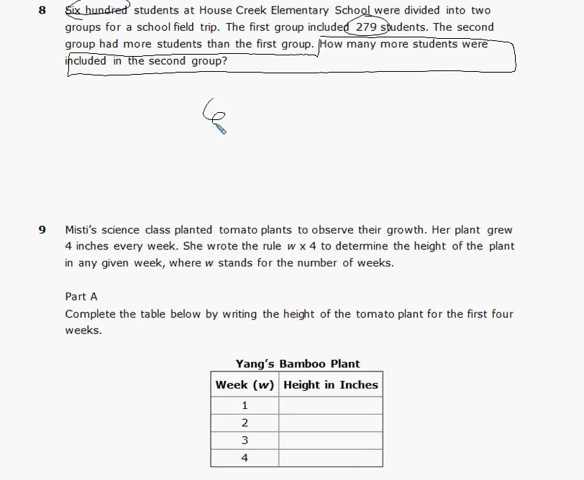 8 Six hundred students at House Creek Elementary School were divided into two
groups for a school field trip. The first group included 279 students. The second
group had more students than the first group. How many more students were
included in the second group?
6
9 Misti's science class planted tomato plants to observe their growth. Her plant grew
4 inches every week. She wrote the rule w x 4 to determine the height of the plant
in any given week, where w stands for the number of weeks.
Part A
Complete the table below by writing the height of the tomato plant for the first four
weeks.
Yang's Bamboo Plant
Week (w) Height in Inches
1
2
3
4